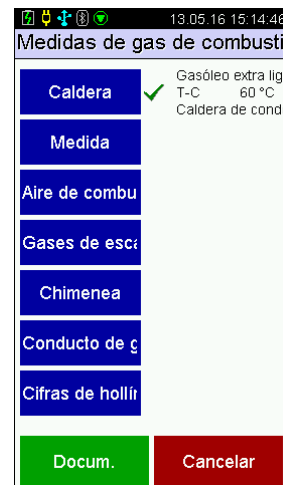 13.05.16 15:14:46
Medidas de gas de combusti
Caldera
Gasóleo extra lig
T-C 60 °C
Caldera de cond
Medida
Aire de combu
Gases de esca
Chimenea
Conducto de g
Cifras de hollín
Docum.
Cancelar